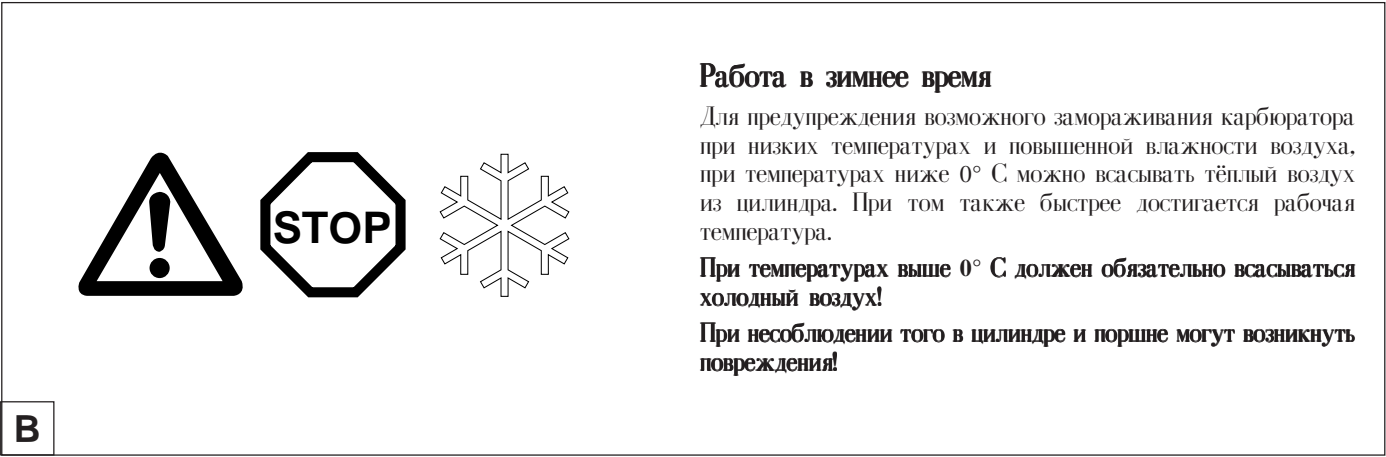 STOP
Работа в зимнее время
Для предупреждения возможного замораживания карбюратора
при низких температурах и повышенной влажности воздуха,
при температурах ниже 0° С можно всасывать тёплый воздух
из цилиндра. При том также быстрее достигается рабочая
температура.
При температурах выше 0° С должен обязательно всасываться
холодный воздух!
При несоблюдении того в цилиндре и поршне могут возникнуть
повреждения!
B